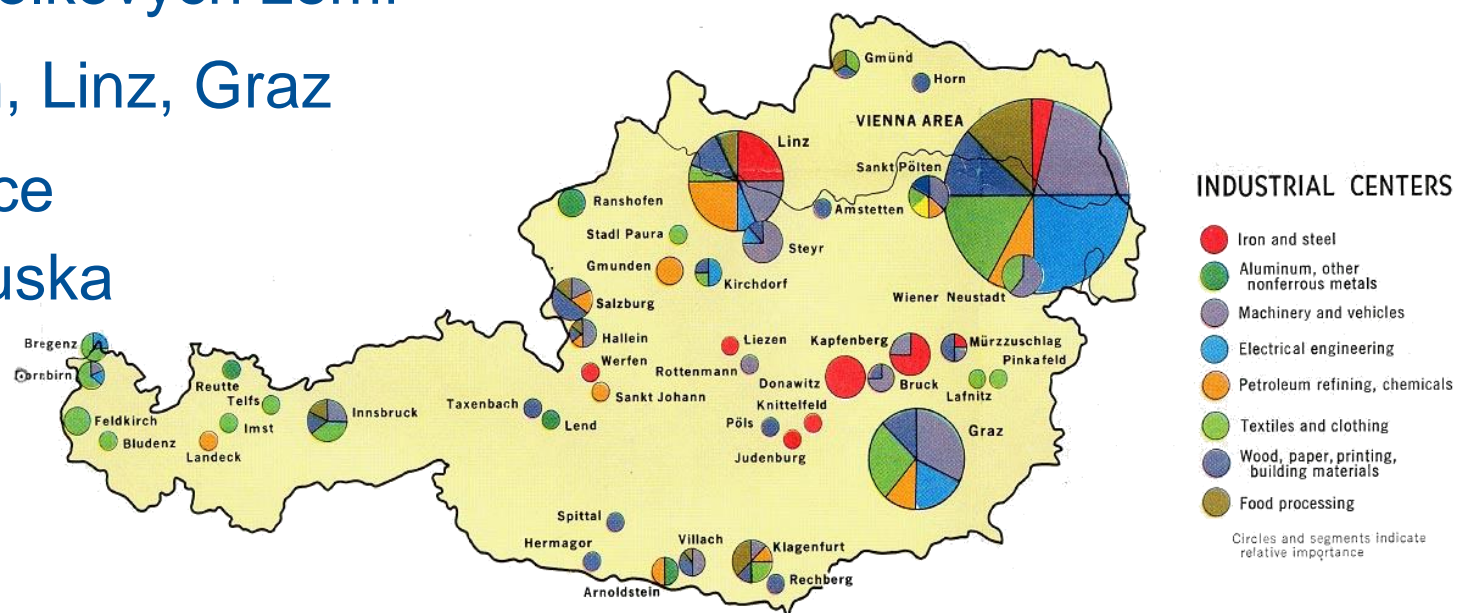 , Linz, Graz
ce
uska
Gmünd
Horn
VIENNA AREA
Linz
Sankt Pölten
Ranshofen
Amstetten
Stadl Paura
Steyr
Gmunden
Kirchdorf
Wiener Neustadt
Salzburg
Hallein
Liezen
Kapfenberg
Mürzzuschlag
Bregenz
Werfen
Rottenmann
Pinkafeld
Dornbirn
Donawitz
Bruck
Reutte
Sankt Johann
Lafnitz
Telfs
Taxenbach
Knittelfeld
Innsbruck
Feldkirch
Imst
Lend
Pöls
Graz
Bludenz
Landeck
Judenburg
Spittal
Hermagor
Villach
Klagenfurt
Arnoldstein
Rechberg
INDUSTRIAL CENTERS
Iron and steel
Aluminum, other
nonferrous metals
Machinery and vehicles
Electrical engineering
Petroleum refining, chemicals
Textiles and clothing
Wood, paper, printing,
building materials
Food processing
Circles and segments indicate
relative importance